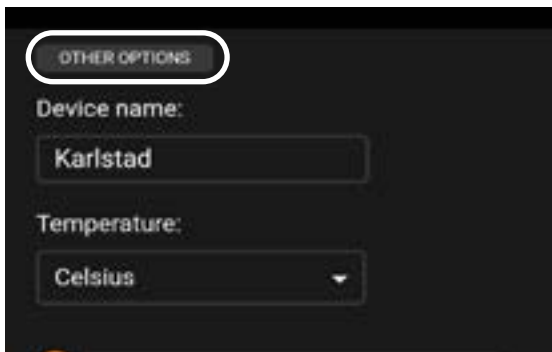 OTHER OPTIONS
Device name:
Karlstad
Temperature:
Celsius